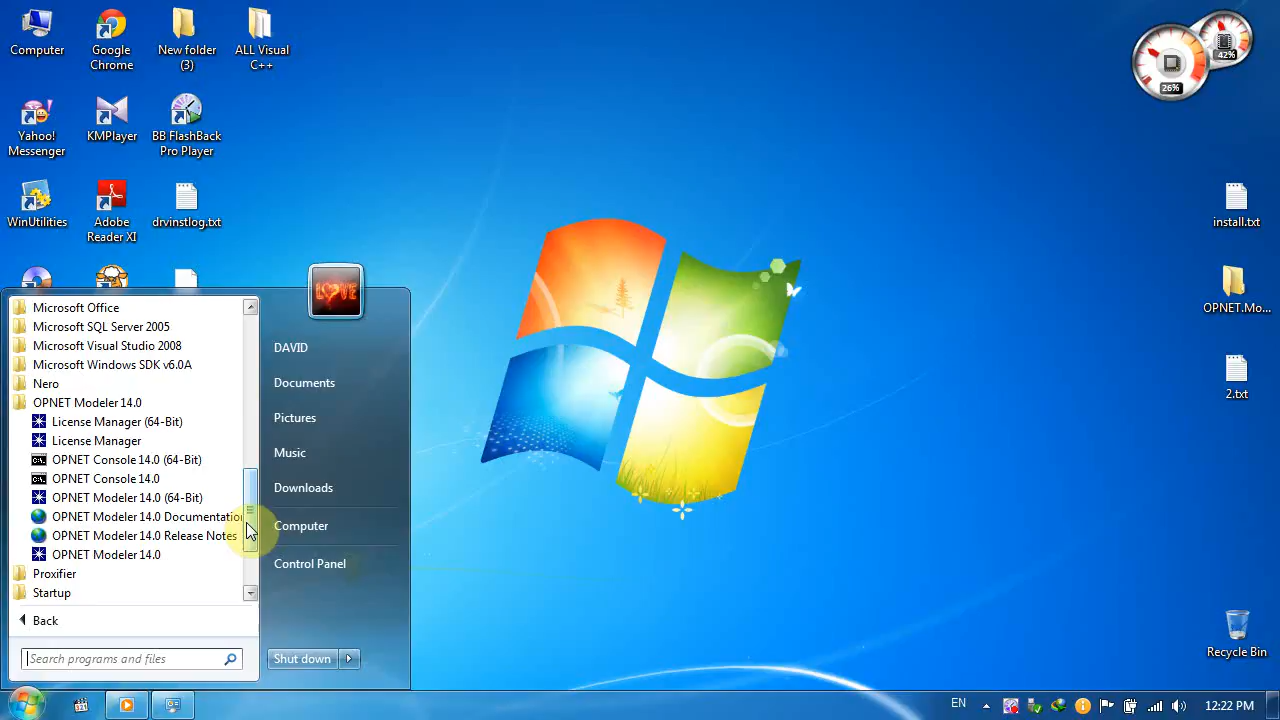 Computer
Google
Chrome
New folder
(3)
ALL Visual
C++
42%
26%
Yahoo!
Messenger
KMPlayer
BB FlashBack
Pro Player
WinUtilities
Adobe
Reader XI
drvinstlog.txt
install.txt
OPNET.Mo...
2.txt
Recycle Bin
LOVE
Microsoft Office
Microsoft SQL Server 2005
Microsoft Visual Studio 2008
Microsoft Windows SDK v6.0A
Nero
OPNET Modeler 14.0
License Manager (64-Bit)
License Manager
OPNET Console 14.0 (64-Bit)
OPNET Console 14.0
OPNET Modeler 14.0 (64-Bit)
OPNET Modeler 14.0 Documentatio
OPNET Modeler 14.0 Release Notes
OPNET Modeler 14.0
Proxifier
Startup
Back
Search programs and files
DAVID
Documents
Pictures
Music
Downloads
Computer
Control Panel
Shut down
EN
12:22 PM